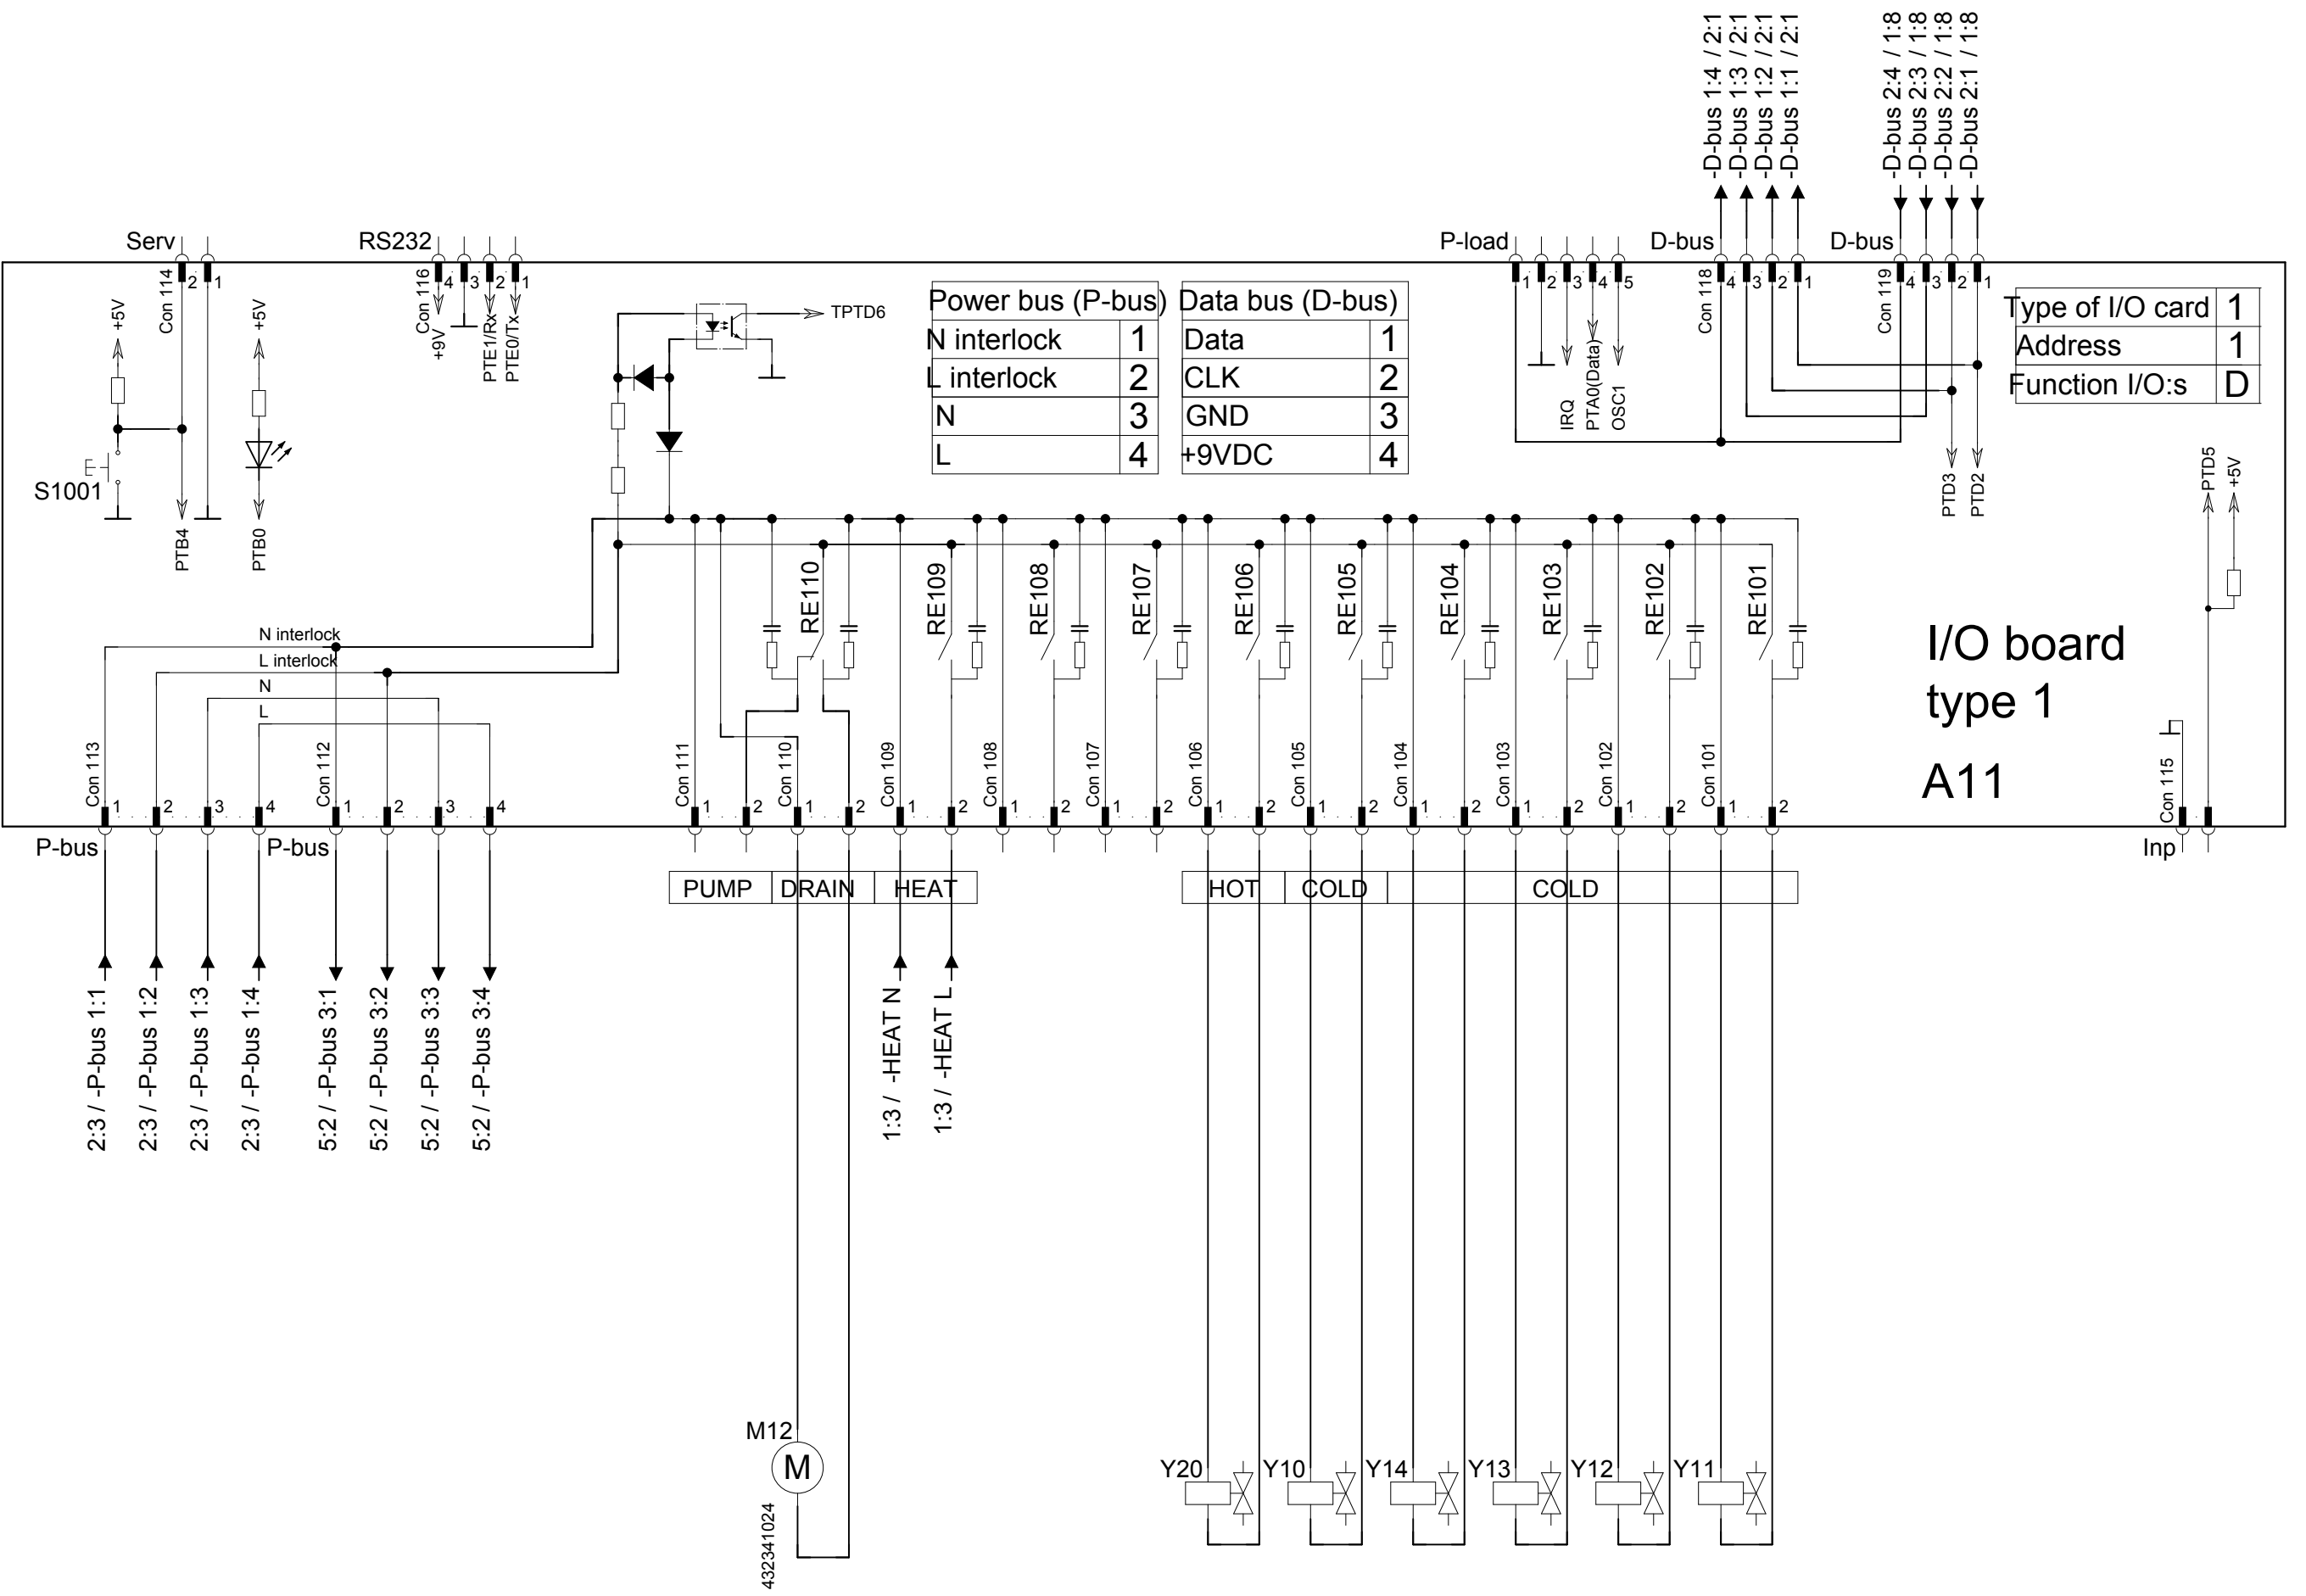 -D-bus 1:4 / 2:1
-D-bus 1:3 / 2:1
-D-bus 1:2 / 2:1
-D-bus 1:1 / 2:1
-D-bus 2:4 / 1:8
-D-bus 2:3 / 1:8
-D-bus 2:2 / 1:8
-D-bus 2:1 / 1:8
Serv
RS232
P-load
D-bus
D-bus
Con 114
2
1
Con 116
4
3
2
1
1
2
3
4
5
Con 118
4
3
2
1
Con 119
4
3
2
1
+5V
+5V
+9V
PTE1/Rx
PTE0/Tx
TPTD6
Power bus (P-bus)
N interlock 1
L interlock 2
N 3
L 4
Data bus (D-bus)
Data 1
CLK 2
GND 3
+9VDC 4
IRQ
PTA0(Data)
OSC1
Type of I/O card 1
Address 1
Function I/O:s D
S1001
PTB4
PTB0
PTD3
PTD2
PTD5
+5V
RE110
RE109
RE108
RE107
RE106
RE105
RE104
RE103
RE102
RE101
N interlock
L interlock
N
L
I/O board
type 1
A11
Con 113
1
2
3
4
Con 112
1
2
3
4
Con 111
1
2
Con 110
1
2
Con 109
1
2
Con 108
1
2
Con 107
1
2
Con 106
1
2
Con 105
1
2
Con 104
1
2
Con 103
1
2
Con 102
1
2
Con 101
1
2
Con 115
P-bus
P-bus
Inp
PUMP
DRAIN
HEAT
HOT
COLD
COLD
2:3 / -P-bus 1:1
2:3 / -P-bus 1:2
2:3 / -P-bus 1:3
2:3 / -P-bus 1:4
5:2 / -P-bus 3:1
5:2 / -P-bus 3:2
5:2 / -P-bus 3:3
5:2 / -P-bus 3:4
1:3 / -HEAT N
1:3 / -HEAT L
M12
M
Y20
Y10
Y14
Y13
Y12
Y11
432341024